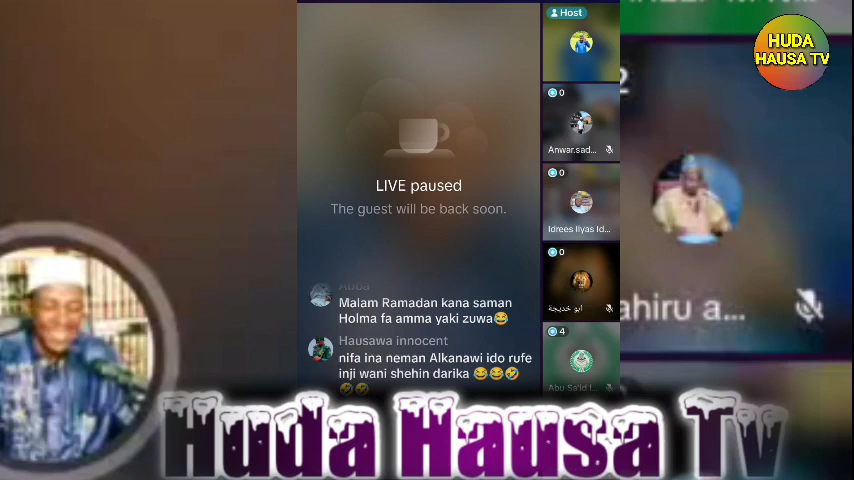 Host
HUDA
HAUSA TV
0
Anwar.sad...
LIVE paused
The guest will be back soon.
0
Idrees Ilyas Id...
0
ابو خديجة
Abba
Malam Ramadan kana saman
Holma fa amma yaki zuwa😂
Hausawa innocent
nifa ina neman Alkanawi ido rufe
inji wani shehin darika 😂😂🤣
🤣🤣
4
Abu Sa'id I...
ahiru a...
Huda Hausa Tv